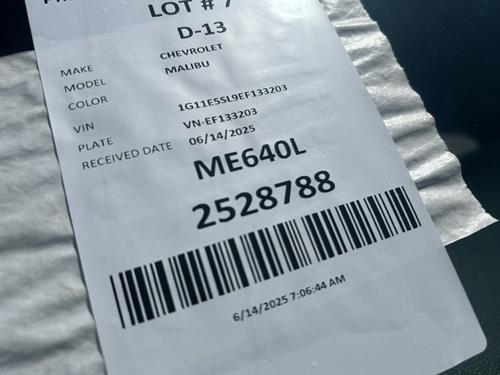 LOT # 7
D-13
MAKE CHEVROLET
MODEL MALIBU
COLOR
VIN 1G11E5SL9EF133203
PLATE VN-EF133203
RECEIVED DATE 06/14/2025
ME640L
2528788
6/14/2025 7:06:44 AM